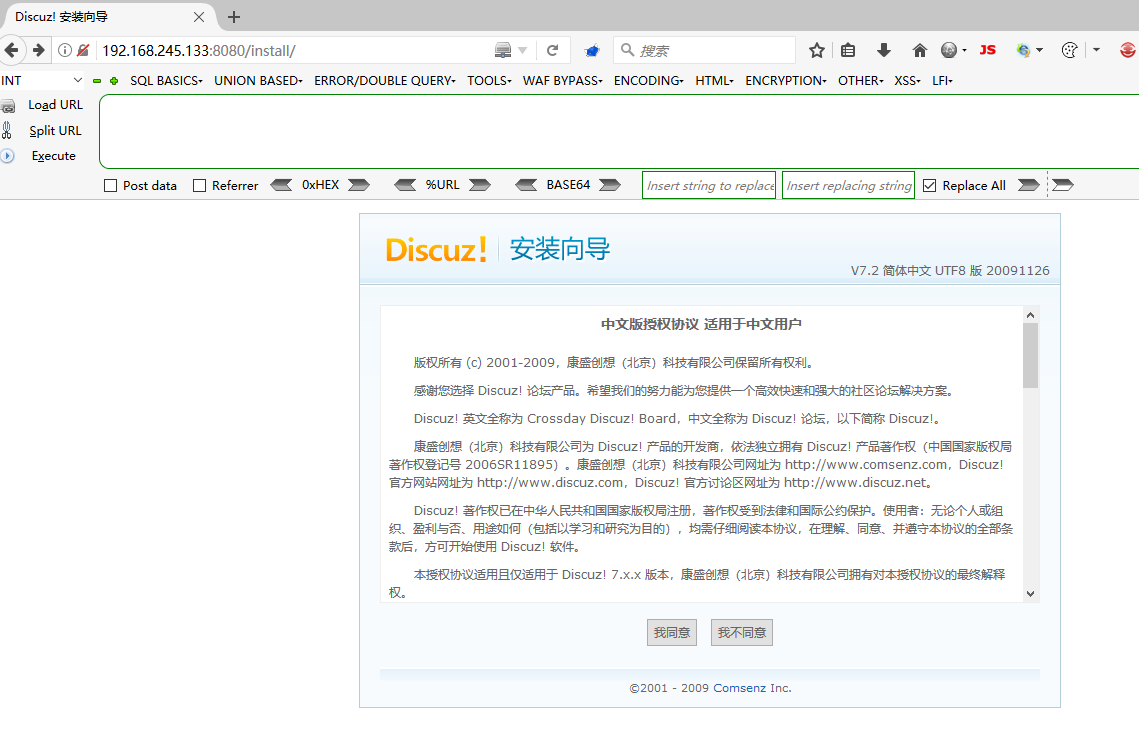 Discuz! 安装向导
192.168.245.133:8080/install/
搜索
JS
INT
SQL BASICS
UNION BASED
ERROR/DOUBLE QUERY
TOOLS
WAF BYPASS
ENCODING
HTML
ENCRYPTION
OTHER
XSS
LFI
Load URL
Split URL
Execute
Post data
Referrer
0xHEX
%URL
BASE64
Insert string to replace
Insert replacing string
Replace All
Discuz! 安装向导
V7.2 简体中文 UTF8 版 20091126
中文版授权协议 适用于中文用户
版权所有 (c) 2001-2009，康盛创想（北京）科技有限公司保留所有权利。
感谢您选择 Discuz! 论坛产品。希望我们的努力能为您提供一个高效快速和强大的社区论坛解决方案。
Discuz! 英文全称为 Crossday Discuz! Board，中文全称为 Discuz! 论坛，以下简称 Discuz!。
康盛创想（北京）科技有限公司为 Discuz! 产品的开发商，依法独立拥有 Discuz! 产品著作权（中国国家版权局
著作权登记号 2006SR11895）。康盛创想（北京）科技有限公司网址为 http://www.comsenz.com，Discuz!
官方网站网址为 http://www.discuz.com，Discuz! 官方讨论区网址为 http://www.discuz.net。
Discuz! 著作权已在中华人民共和国国家版权局注册，著作权受到法律和国际公约保护。使用者：无论个人或组
织、盈利与否、用途如何（包括以学习和研究为目的），均需仔细阅读本协议，在理解、同意、并遵守本协议的全部条
款后，方可开始使用 Discuz! 软件。
本授权协议适用且仅适用于 Discuz! 7.x.x 版本，康盛创想（北京）科技有限公司拥有对本授权协议的最终解释
权。
我同意
我不同意
©2001 - 2009 Comsenz Inc.